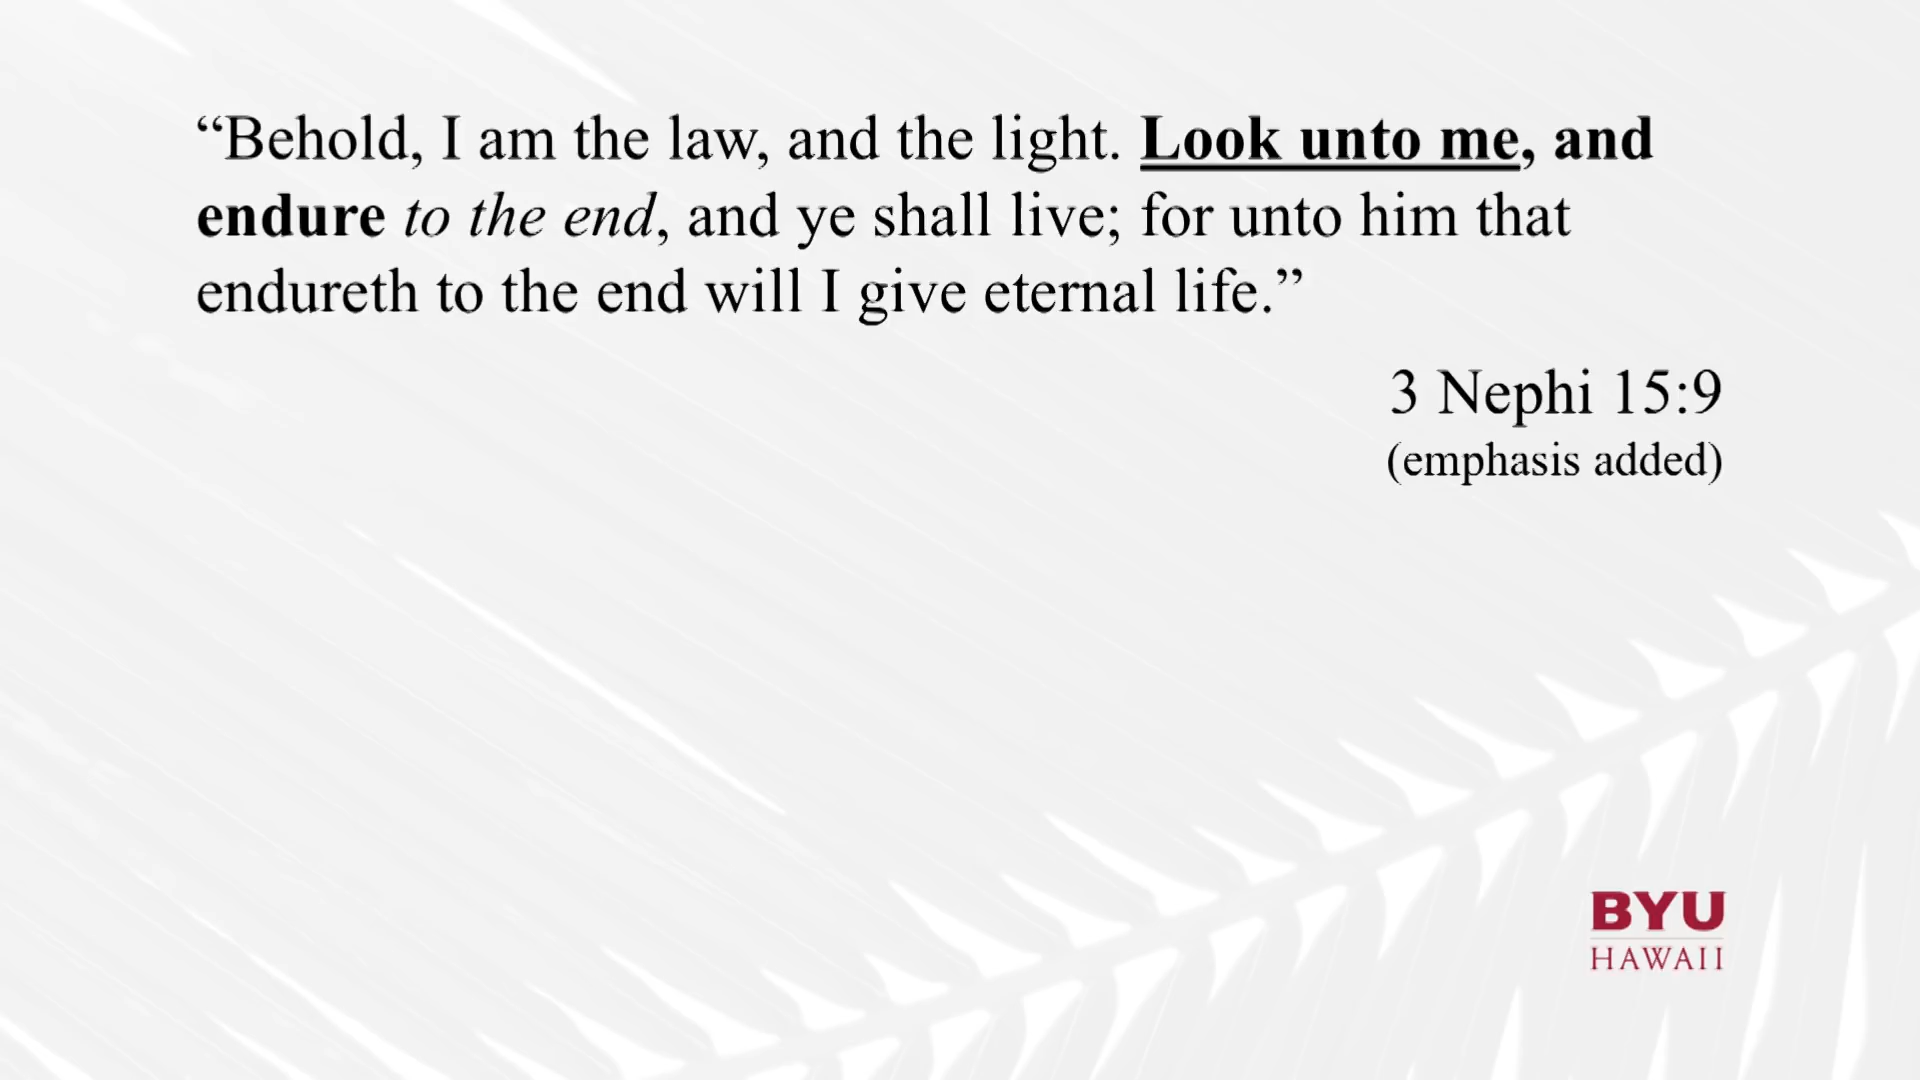 “Behold, I am the law, and the light. Look unto me, and
endure to the end, and ye shall live; for unto him that
endureth to the end will I give eternal life.”
3 Nephi 15:9
(emphasis added)
BYU
HAWAII